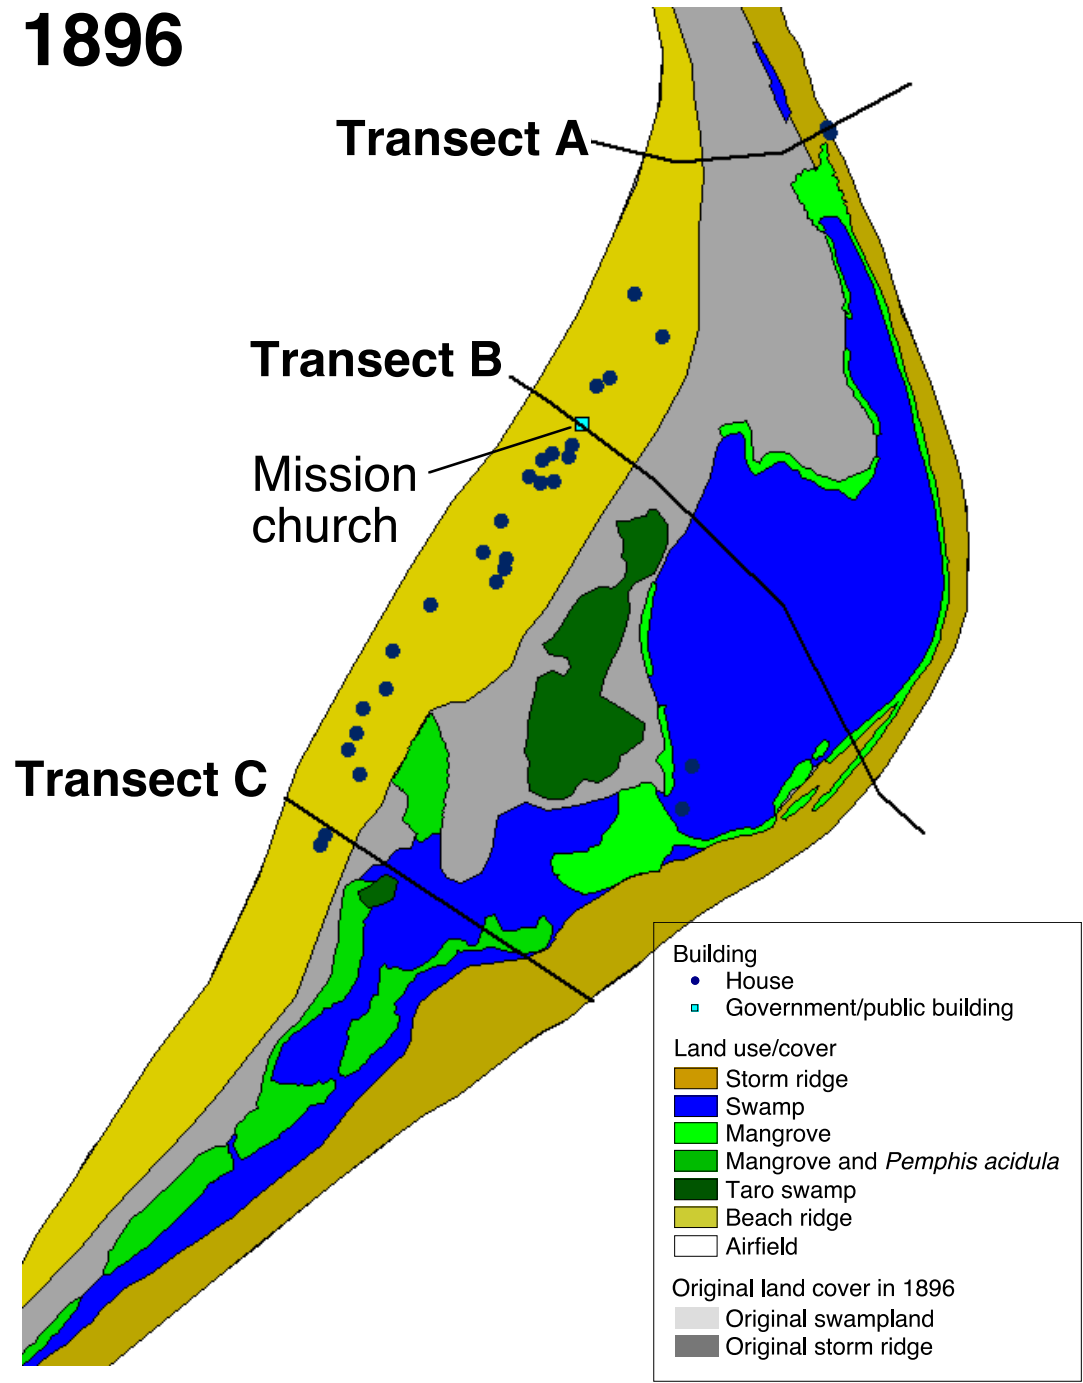 1896
Transect A
Transect B
Mission
church
Transect C
Building
House
Government/public building
Land use/cover
Storm ridge
Swamp
Mangrove
Mangrove and Pemphis acidula
Taro swamp
Beach ridge
Airfield
Original land cover in 1896
Original swampland
Original storm ridge